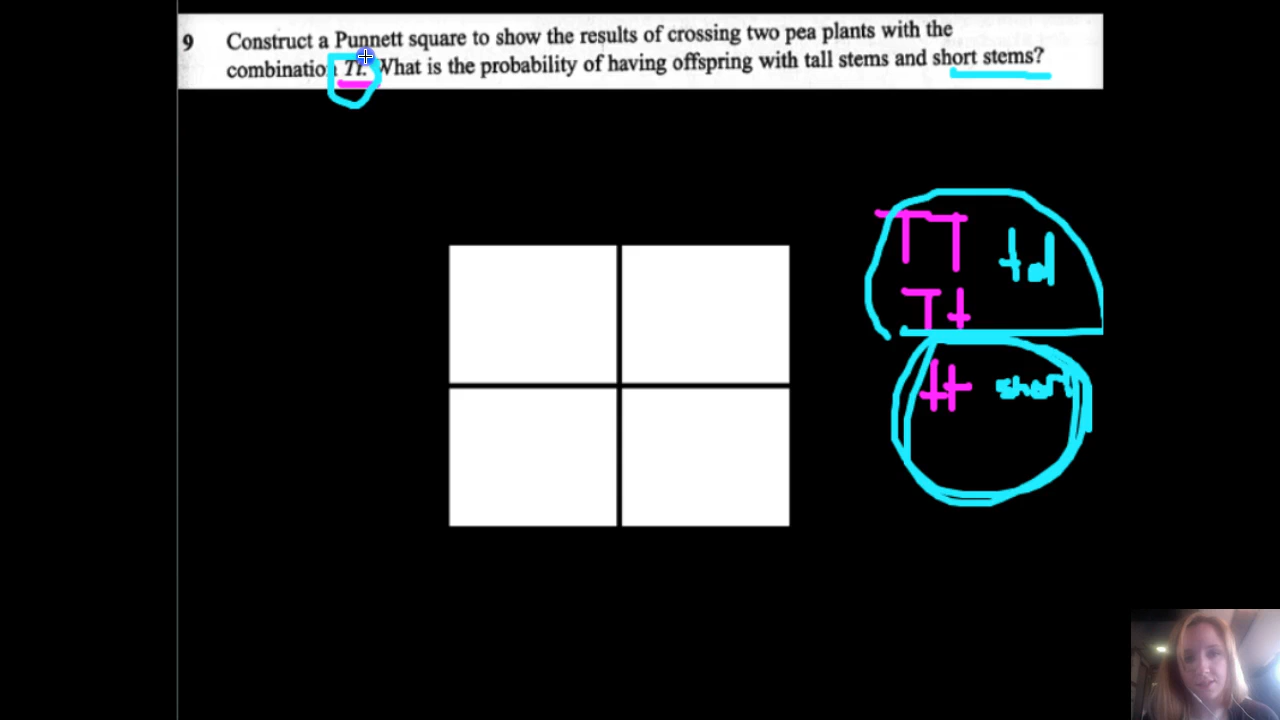 9 Construct a Punnett square to show the results of crossing two pea plants with the
combination Tt. What is the probability of having offspring with tall stems and short stems?
TT
Tt
tt short